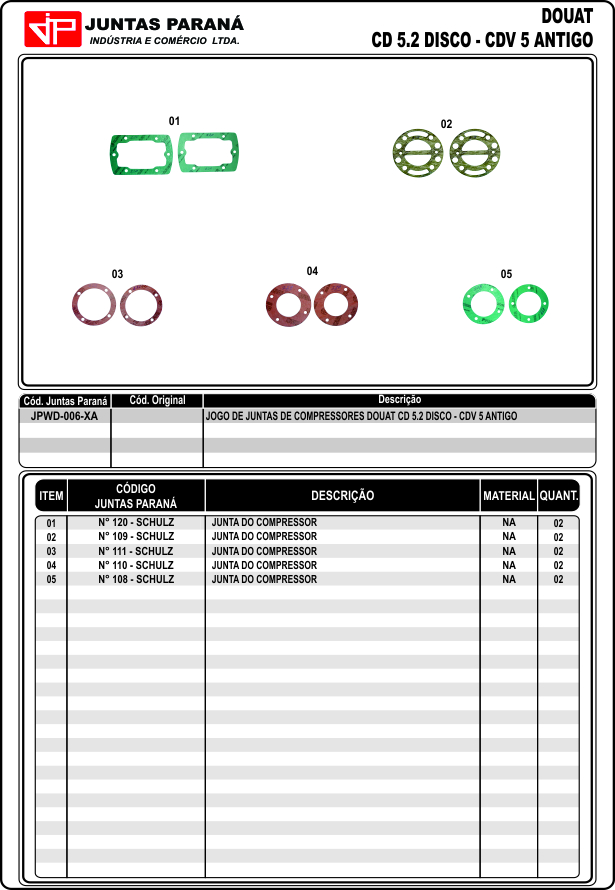 JP
JUNTAS PARANÁ
INDÚSTRIA E COMÉRCIO LTDA.
DOUAT
CD 5.2 DISCO - CDV 5 ANTIGO
01
02
03
04
05
Cód. Juntas Paraná Cód. Original Descrição
JPWD-006-XA JOGO DE JUNTAS DE COMPRESSORES DOUAT CD 5.2 DISCO - CDV 5 ANTIGO
ITEM CÓDIGO JUNTAS PARANÁ DESCRIÇÃO MATERIAL QUANT.
01 N° 120 - SCHULZ JUNTA DO COMPRESSOR NA 02
02 N° 109 - SCHULZ JUNTA DO COMPRESSOR NA 02
03 N° 111 - SCHULZ JUNTA DO COMPRESSOR NA 02
04 N° 110 - SCHULZ JUNTA DO COMPRESSOR NA 02
05 N° 108 - SCHULZ JUNTA DO COMPRESSOR NA 02